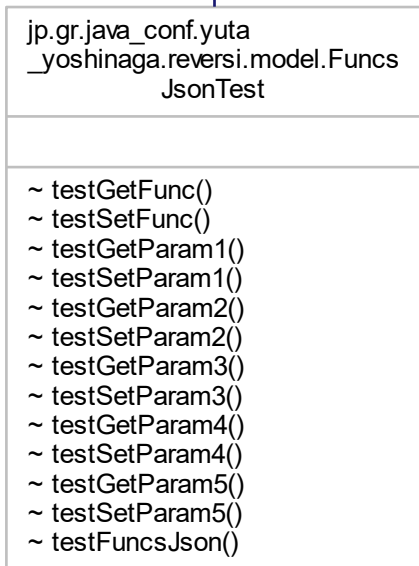 jp.gr.java_conf.yuta
_yoshinaga.reversi.model.Funcs
JsonTest
~ testGetFunc()
~ testSetFunc()
~ testGetParam1()
~ testSetParam1()
~ testGetParam2()
~ testSetParam2()
~ testGetParam3()
~ testSetParam3()
~ testGetParam4()
~ testSetParam4()
~ testGetParam5()
~ testSetParam5()
~ testFuncsJson()